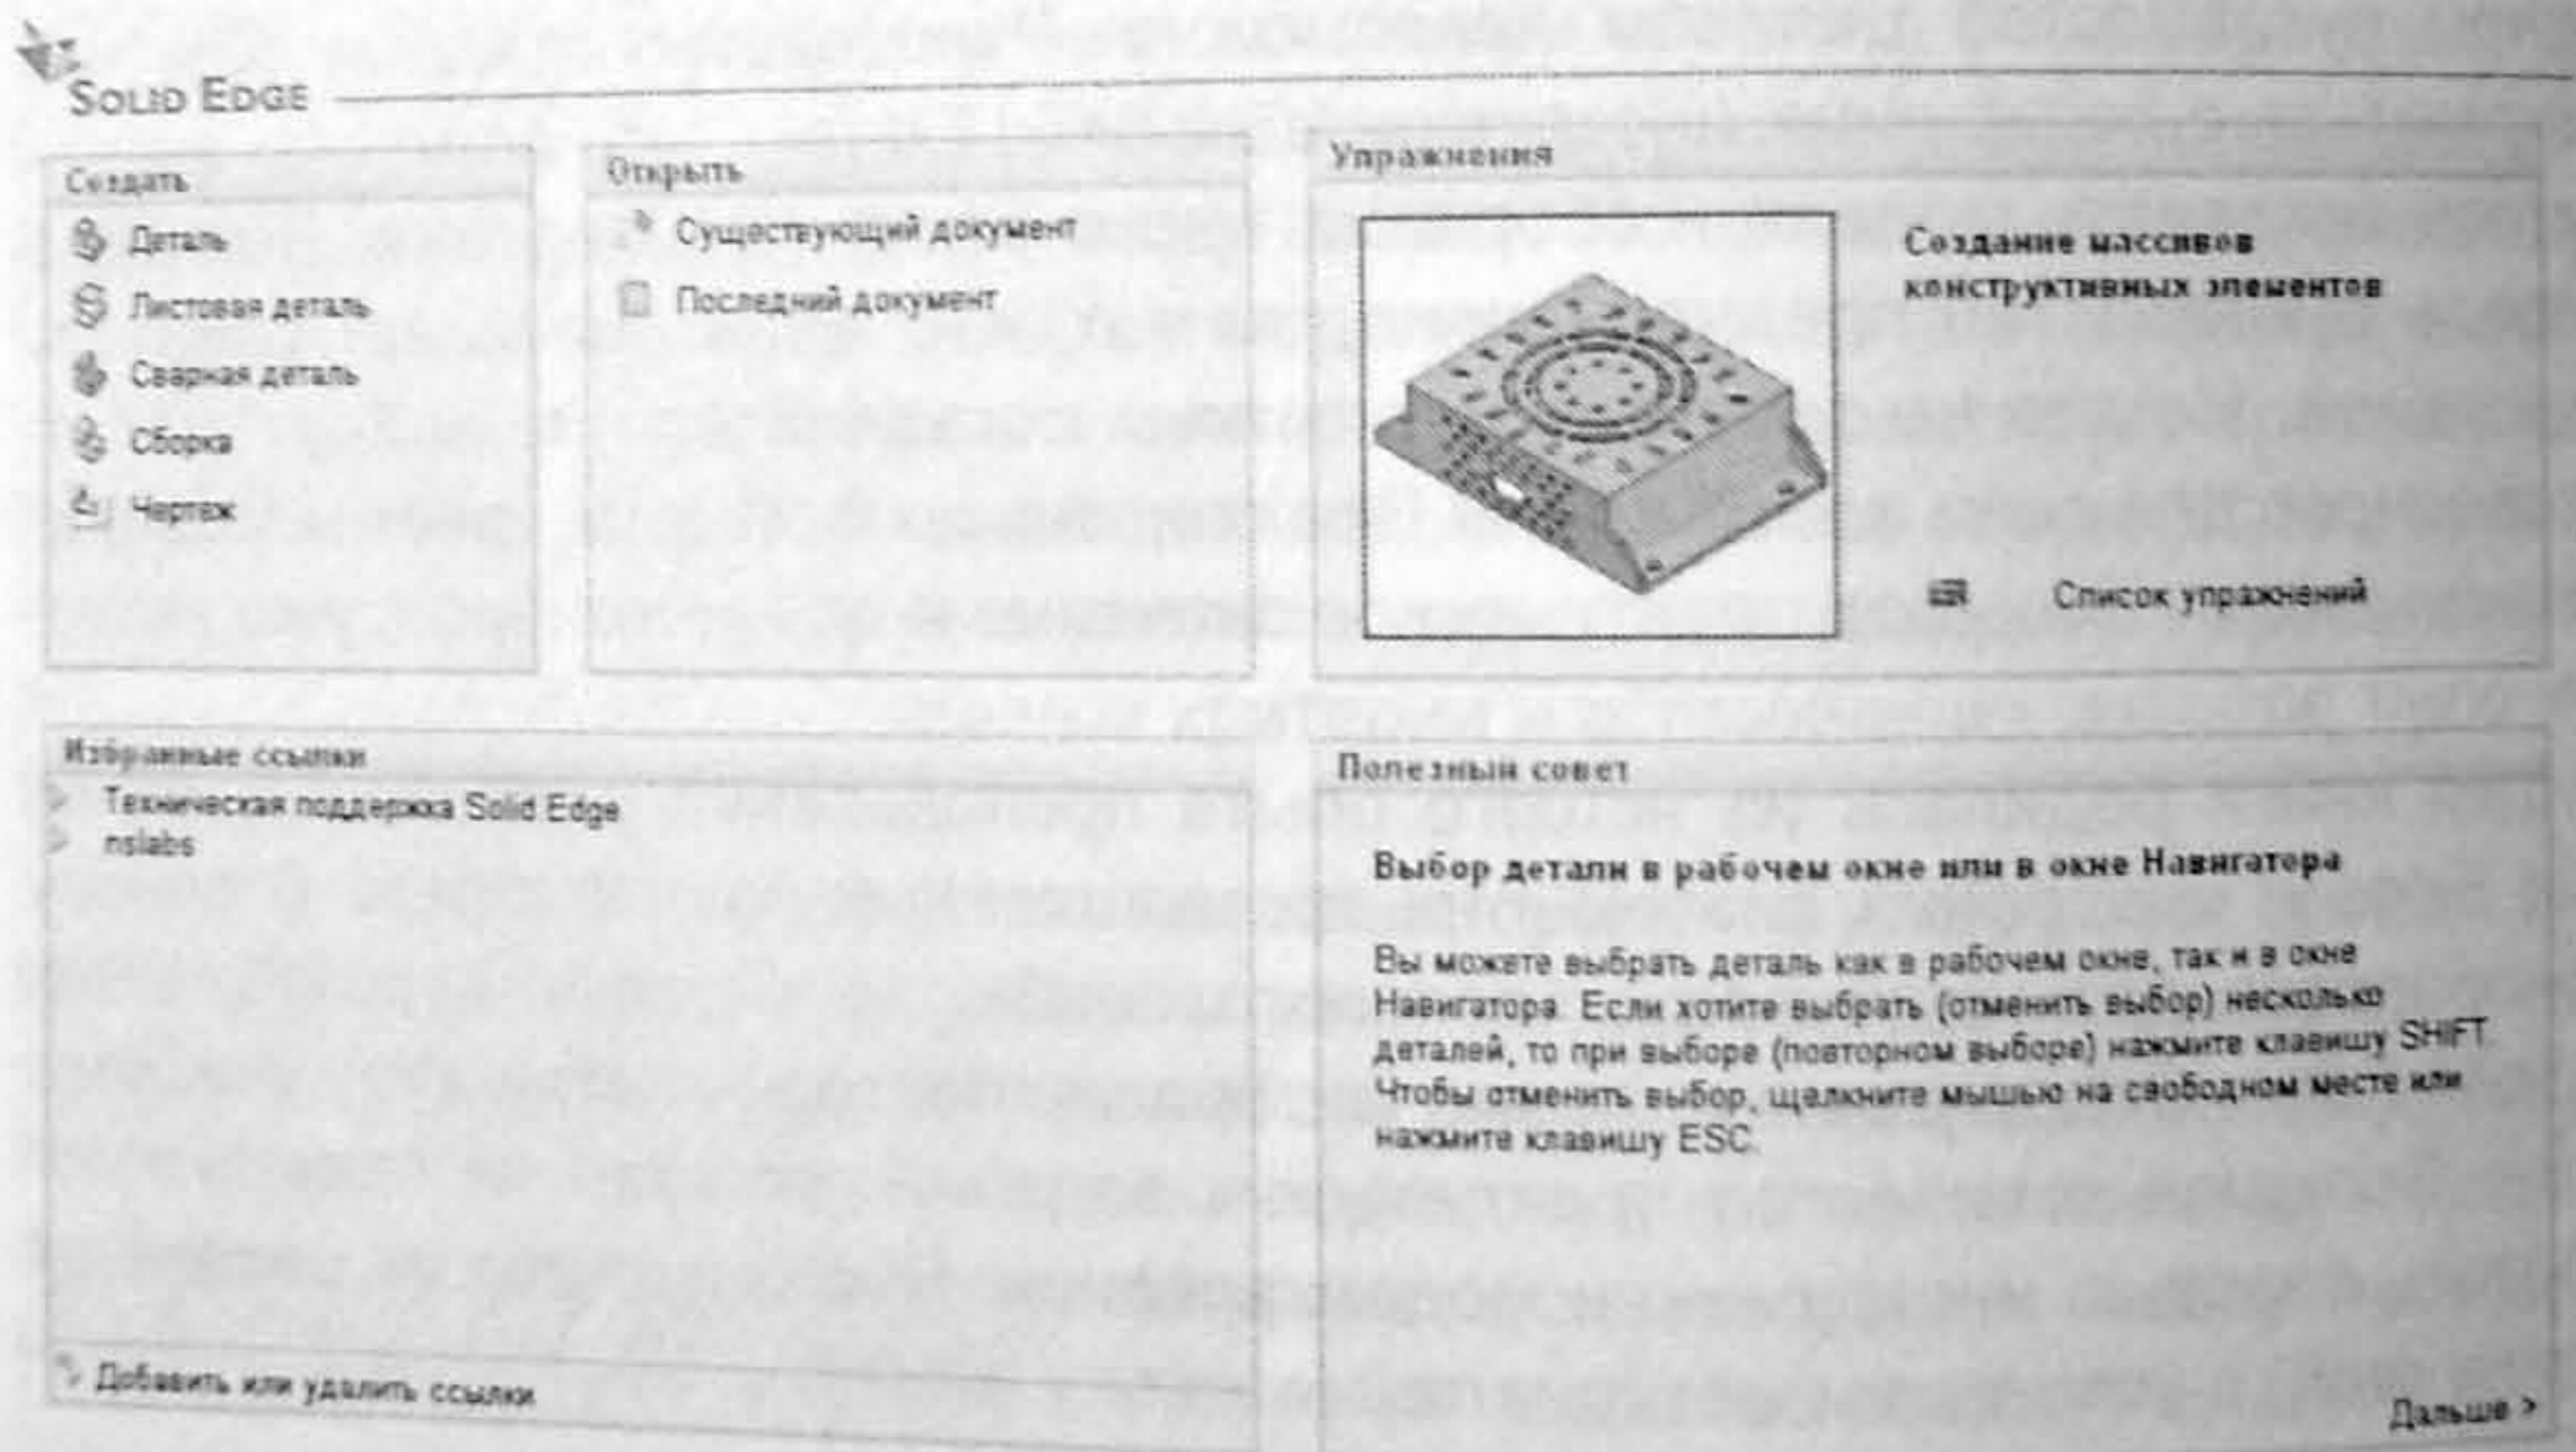 SOLID EDGE
Создать
Деталь
Листовая деталь
Сварная деталь
Сборка
Чертеж
Открыть
Существующий документ
Последний документ
Упражнения
Создание массивов
конструктивных элементов
Список упражнений
Избранные ссылки
Техническая поддержка Solid Edge
nslabs
Добавить или удалить ссылки
Полезный совет
Выбор детали в рабочем окне или в окне Навигатора
Вы можете выбрать деталь как в рабочем окне, так и в окне
Навигатора. Если хотите выбрать (отменить выбор) несколько
деталей, то при выборе (повторном выборе) нажмите клавишу SHIFT.
Чтобы отменить выбор, щелкните мышью на свободном месте или
нажмите клавишу ESC.
Дальше >